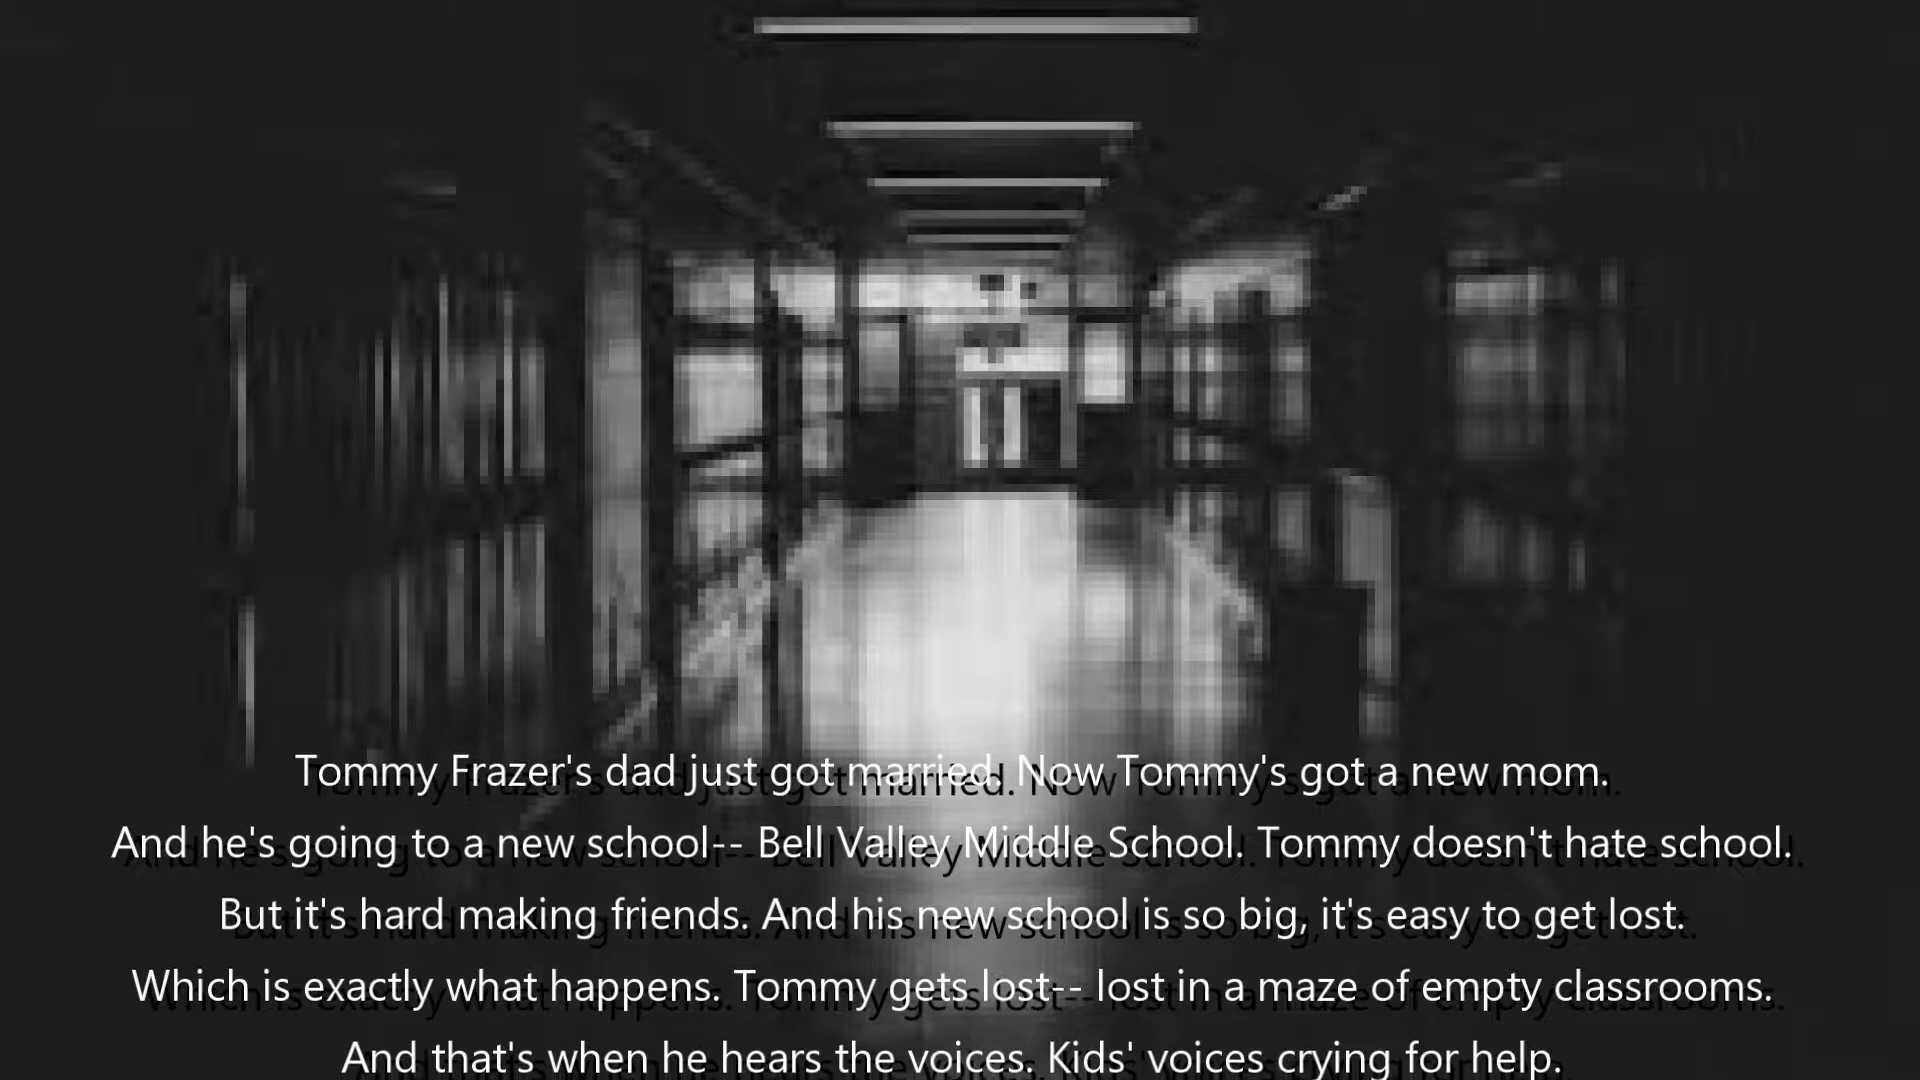 Tommy Frazer's dad just got married. Now Tommy's got a new mom.
And he's going to a new school-- Bell Valley Middle School. Tommy doesn't hate school.
But it's hard making friends. And his new school is so big, it's easy to get lost.
Which is exactly what happens. Tommy gets lost-- lost in a maze of empty classrooms.
And that's when he hears the voices. Kids' voices crying for help.